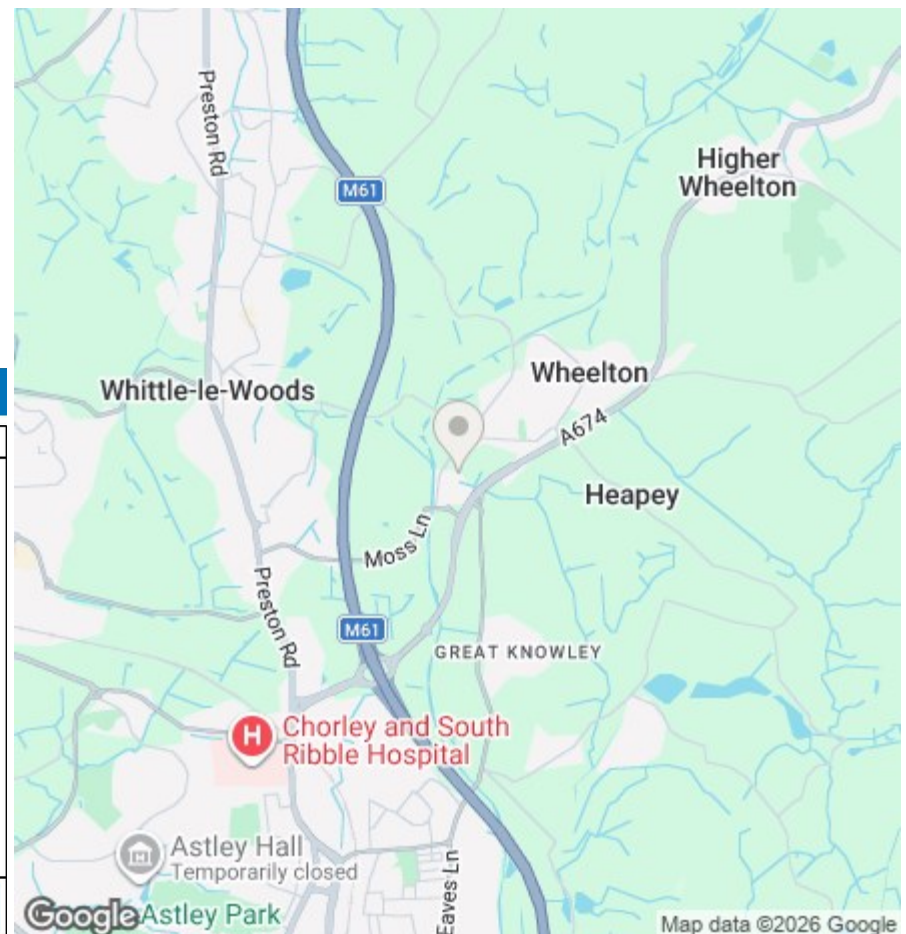 Preston Rd
M61
Higher
Wheelton
Wheelton
Whittle-le-Woods
A674
Heapey
Moss Ln
Preston Rd
M61
GREAT KNOWLEY
H
Chorley and South
Ribble Hospital
Astley Hall
Temporarily closed
Eaves Ln
Google
Astley Park
Map data ©2026 Google